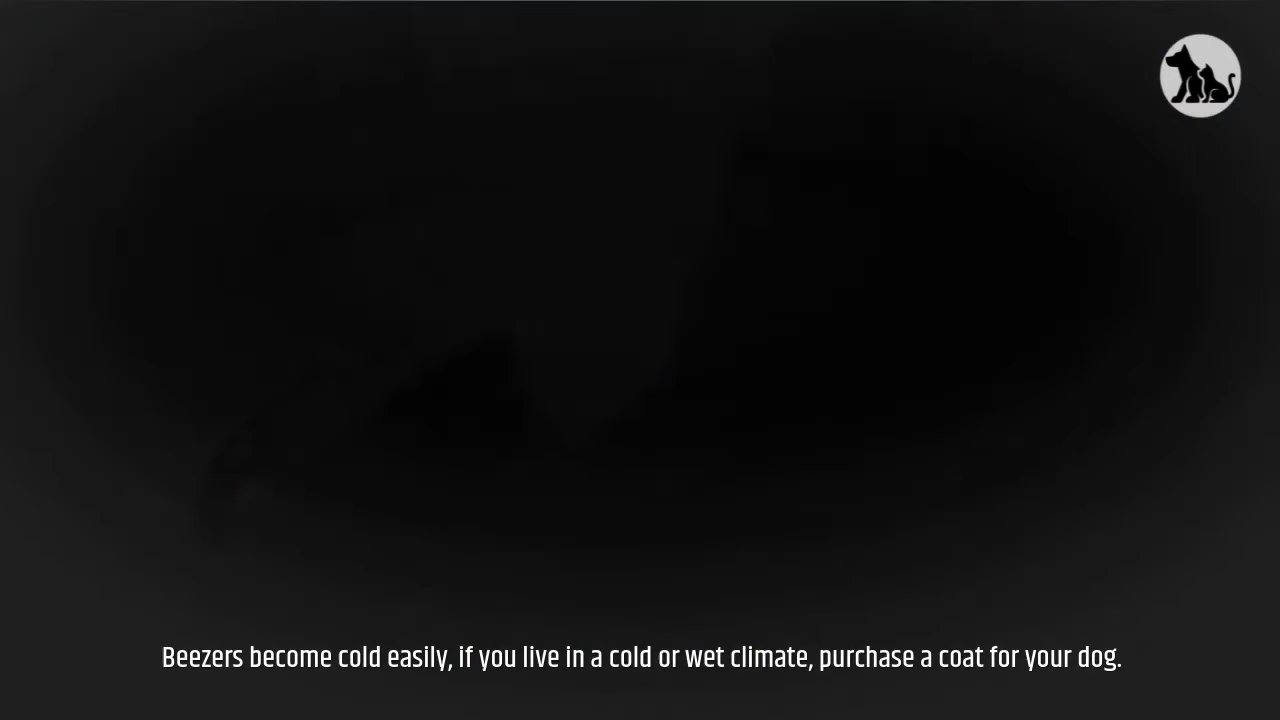 Beezers become cold easily, if you live in a cold or wet climate, purchase a coat for your dog.